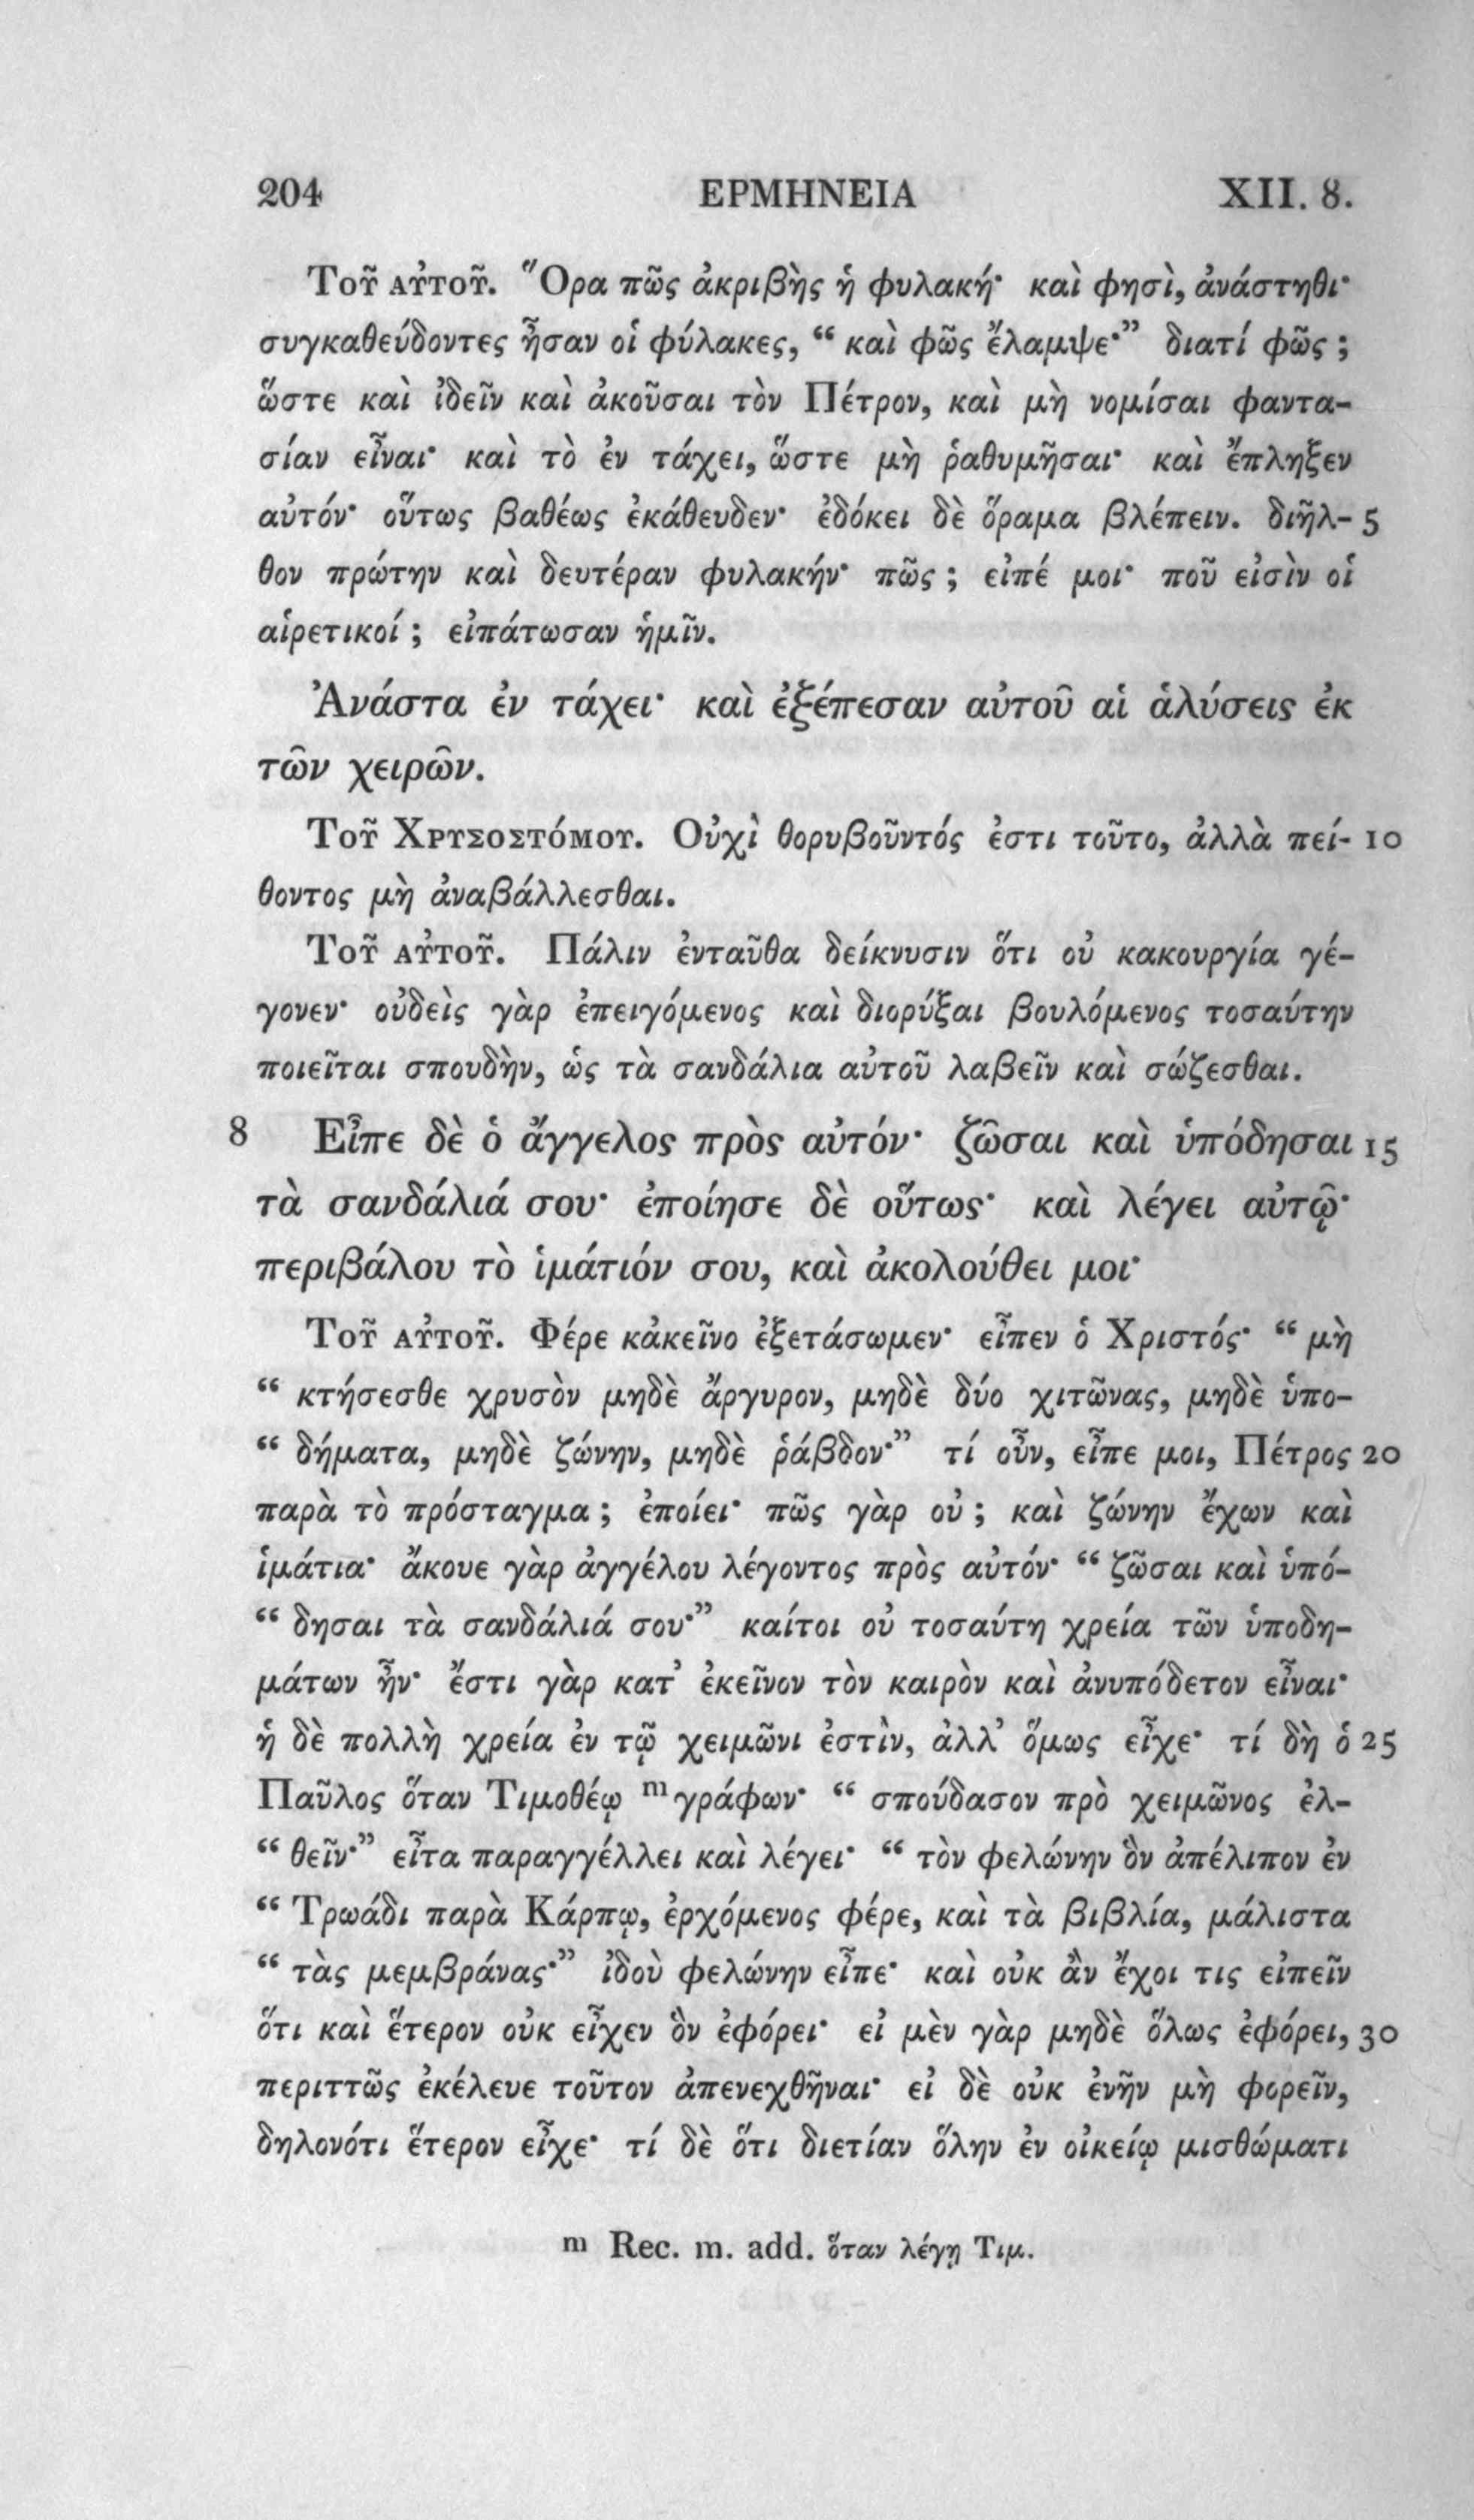 204 ΕΡΜΗΝΕΙΑ XII. 8.
Τοῦ αὐτοῦ. Ὅρα πῶς ἀκριβὴς ἡ φυλακή· καὶ φησὶ, ἀνάστηθι·
συγκαθεύδοντες ἦσαν οἱ φύλακες, “ καὶ φῶς ἔλαμψε·” διατί φῶς ;
ὥστε καὶ ἰδεῖν καὶ ἀκοῦσαι τὸν Πέτρον, καὶ μὴ νομίσαι φαντα-
σίαν εἶναι· καὶ τὸ ἐν τάχει, ὥστε μὴ ῥαθυμῆσαι· καὶ ἔπληξεν
αὐτόν· οὕτως βαθέως ἐκάθευδεν· ἐδόκει δὲ ὅραμα βλέπειν. διῆλ- 5
θον πρώτην καὶ δευτέραν φυλακήν· πῶς ; εἰπέ μοι· ποῦ εἰσὶν οἱ
αἱρετικοί ; εἰπάτωσαν ἡμῖν.
Ἀνάστα ἐν τάχει· καὶ ἐξέπεσαν αὐτοῦ αἱ ἁλύσεις ἐκ
τῶν χειρῶν.
Τοῦ Χρυσοστόμου. Οὐχὶ θορυβοῦντός ἐστι τοῦτο, ἀλλὰ πεί- 10
θοντος μὴ ἀναβάλλεσθαι.
Τοῦ αὐτοῦ. Πάλιν ἐνταῦθα δείκνυσιν ὅτι οὐ κακουργία γέ-
γονεν· οὐδεὶς γὰρ ἐπειγόμενος καὶ διορύξαι βουλόμενος τοσαύτην
ποιεῖται σπουδὴν, ὡς τὰ σανδάλια αὐτοῦ λαβεῖν καὶ σώζεσθαι.
8 Εἶπε δὲ ὁ ἄγγελος πρὸς αὐτόν· ζῶσαι καὶ ὑπόδησαι 15
τὰ σανδάλιά σου· ἐποίησε δὲ οὕτως· καὶ λέγει αὐτῷ·
περιβάλου τὸ ἱμάτιόν σου, καὶ ἀκολούθει μοι·
Τοῦ αὐτοῦ. Φέρε κἀκεῖνο ἐξετάσωμεν· εἶπεν ὁ Χριστός· “ μὴ
“ κτήσεσθε χρυσὸν μηδὲ ἄργυρον, μηδὲ δύο χιτῶνας, μηδὲ ὑπο-
“ δήματα, μηδὲ ζώνην, μηδὲ ῥάβδον·” τί οὖν, εἶπε μοι, Πέτρος 20
παρὰ τὸ πρόσταγμα ; ἐποίει· πῶς γὰρ οὐ ; καὶ ζώνην ἔχων καὶ
ἱμάτια· ἄκουε γὰρ ἀγγέλου λέγοντος πρὸς αὐτόν· “ ζῶσαι καὶ ὑπό-
“ δησαι τὰ σανδάλιά σου·” καίτοι οὐ τοσαύτη χρεία τῶν ὑποδη-
μάτων ἦν· ἔστι γὰρ κατ’ ἐκεῖνον τὸν καιρὸν καὶ ἀνυπόδετον εἶναι·
ἡ δὲ πολλὴ χρεία ἐν τῷ χειμῶνι ἐστὶν, ἀλλ’ ὅμως εἶχε· τί δὴ ὁ 25
Παῦλος ὅταν Τιμοθέῳ ᵐ γράφων· “ σπούδασον πρὸ χειμῶνος ἐλ-
“ θεῖν·” εἶτα παραγγέλλει καὶ λέγει· “ τὸν φελώνην ὃν ἀπέλιπον ἐν
“ Τρωάδι παρὰ Κάρπῳ, ἐρχόμενος φέρε, καὶ τὰ βιβλία, μάλιστα
“ τὰς μεμβράνας·” ἰδοὺ φελώνην εἶπε· καὶ οὐκ ἂν ἔχοι τις εἰπεῖν
ὅτι καὶ ἕτερον οὐκ εἶχεν ὃν ἐφόρει· εἰ μὲν γὰρ μηδὲ ὅλως ἐφόρει, 30
περιττῶς ἐκέλευε τοῦτον ἀπενεχθῆναι· εἰ δὲ οὐκ ἐνῆν μὴ φορεῖν,
δηλονότι ἕτερον εἶχε· τί δὲ ὅτι διετίαν ὅλην ἐν οἰκείῳ μισθώματι
m Rec. m. add. ὅταν λέγῃ Τιμ.